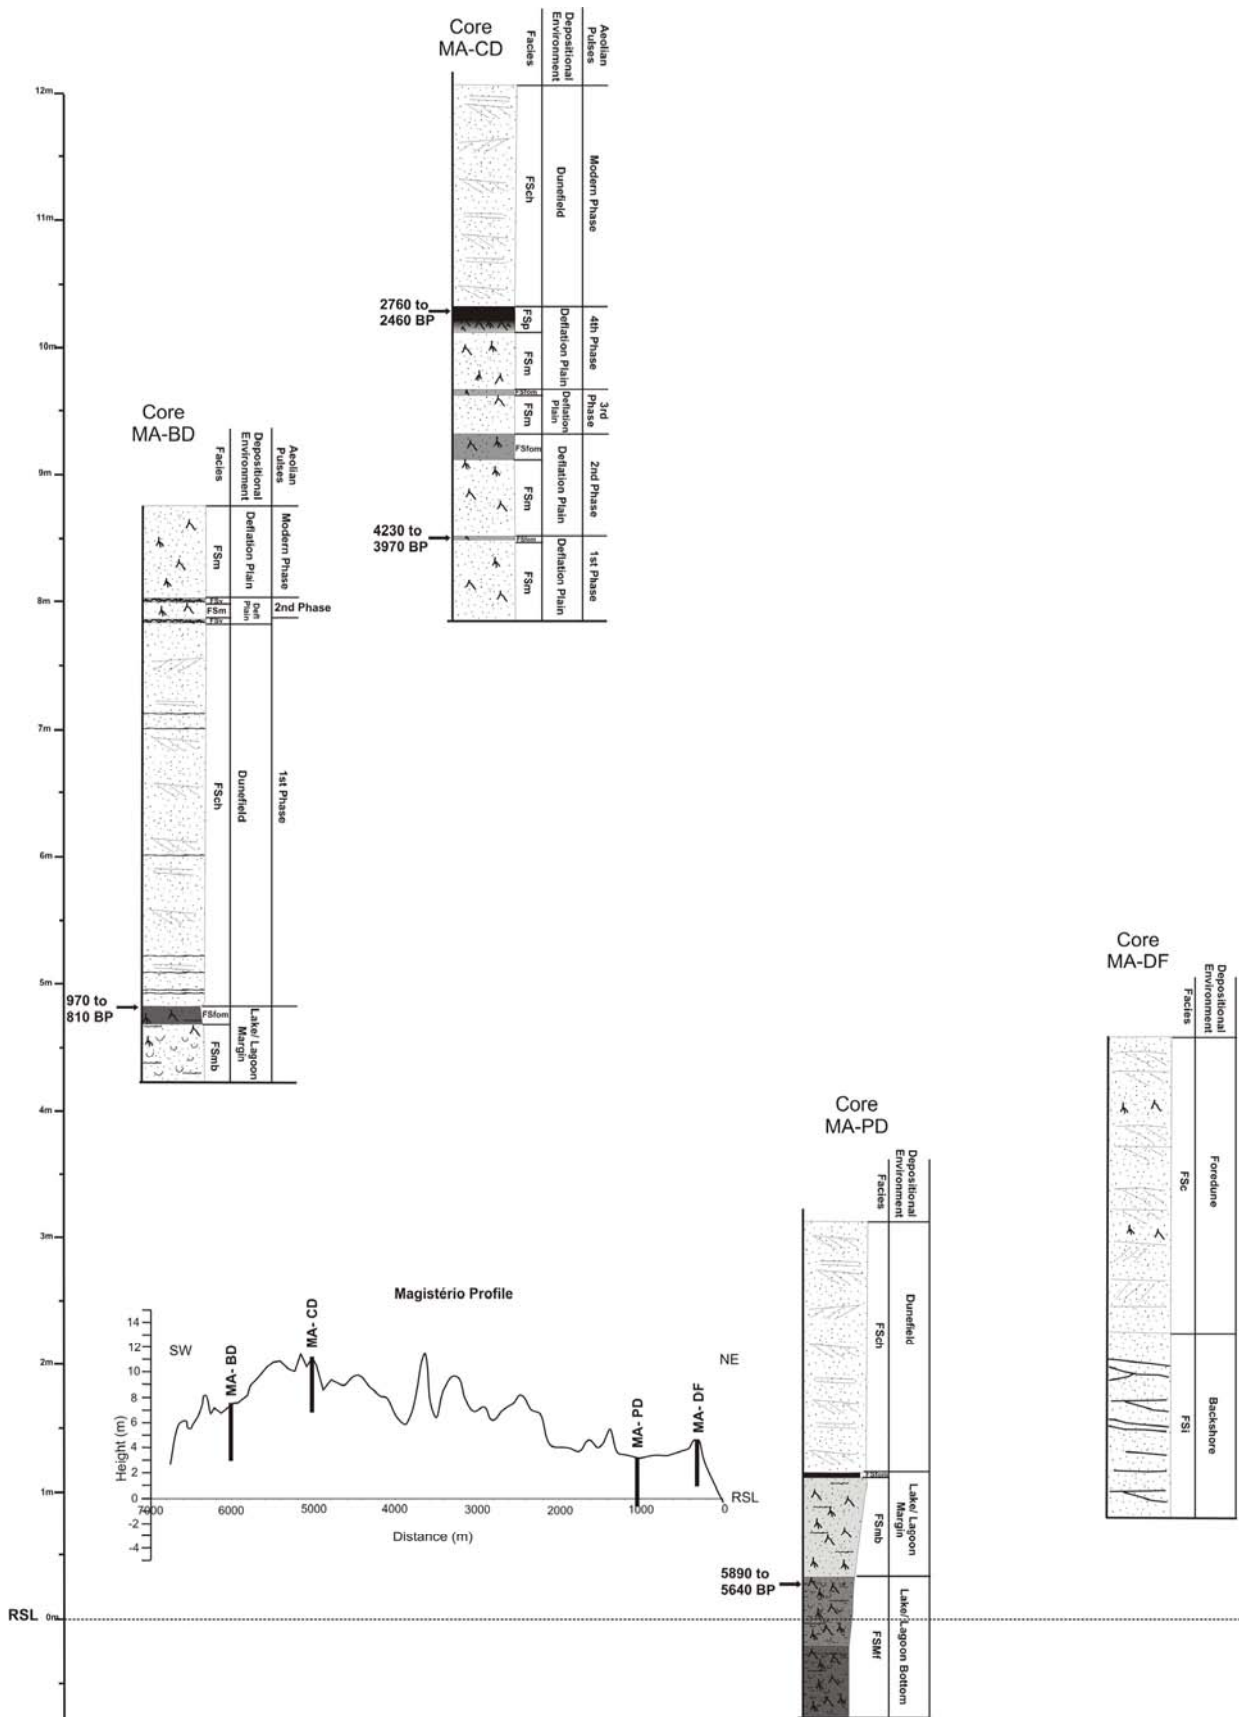 Core
MA-CD
Facies
Depositional
Environment
Aeolian
Pulses
12m
FSch
Dunefield
Modern Phase
11m
2760 to
2460 BP
FSp
Deflation Plain
4th Phase
10m
FSm
FSfom
FSm
Deflation
Plain
3rd
Phase
Core
MA-BD
Facies
Depositional
Environment
Aeolian
Pulses
FSfom
Deflation Plain
2nd Phase
9m
FSm
4230 to
3970 BP
FSfom
FSm
Deflation Plain
1st Phase
FSm
Deflation Plain
Modern Phase
8m
FSm
Defl
Plain
2nd Phase
7m
FSch
Dunefield
1st Phase
6m
5m
970 to
810 BP
FSfom
FSmb
Lake/ Lagoon
Margin
Core
MA-DF
Facies
Depositional
Environment
4m
FSc
Foredune
Core
MA-PD
Facies
Depositional
Environment
3m
FSch
Dunefield
Magistério Profile
14
12
10
8
6
4
2
0
-2
-4
Height (m)
SW
MA- BD
MA- CD
NE
MA- PD
MA- DF
RSL
7000
6000
5000
4000
3000
2000
1000
0
Distance (m)
2m
FSi
Backshore
1m
FSmb
Lake/ Lagoon
Margin
5890 to
5640 BP
RSL 0m
FSMf
Lake/ Lagoon Bottom